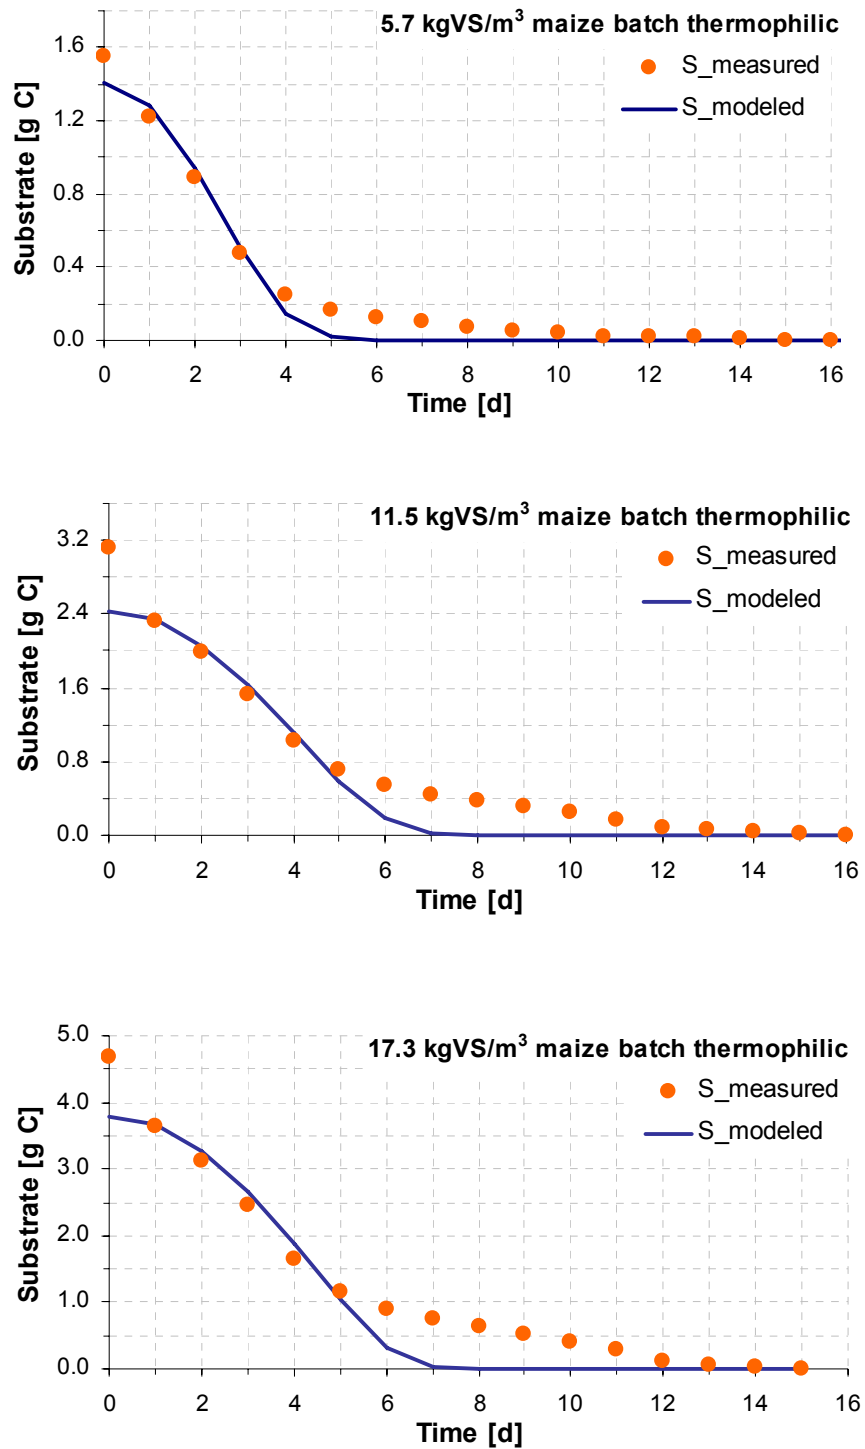 5.7 kgVS/m³ maize batch thermophilic
S_measured
S_modeled
Substrate [g C]
1.6
1.2
0.8
0.4
0.0
0 2 4 6 8 10 12 14 16
Time [d]
11.5 kgVS/m³ maize batch thermophilic
S_measured
S_modeled
Substrate [g C]
3.2
2.4
1.6
0.8
0.0
0 2 4 6 8 10 12 14 16
Time [d]
17.3 kgVS/m³ maize batch thermophilic
S_measured
S_modeled
Substrate [g C]
5.0
4.0
3.0
2.0
1.0
0.0
0 2 4 6 8 10 12 14 16
Time [d]